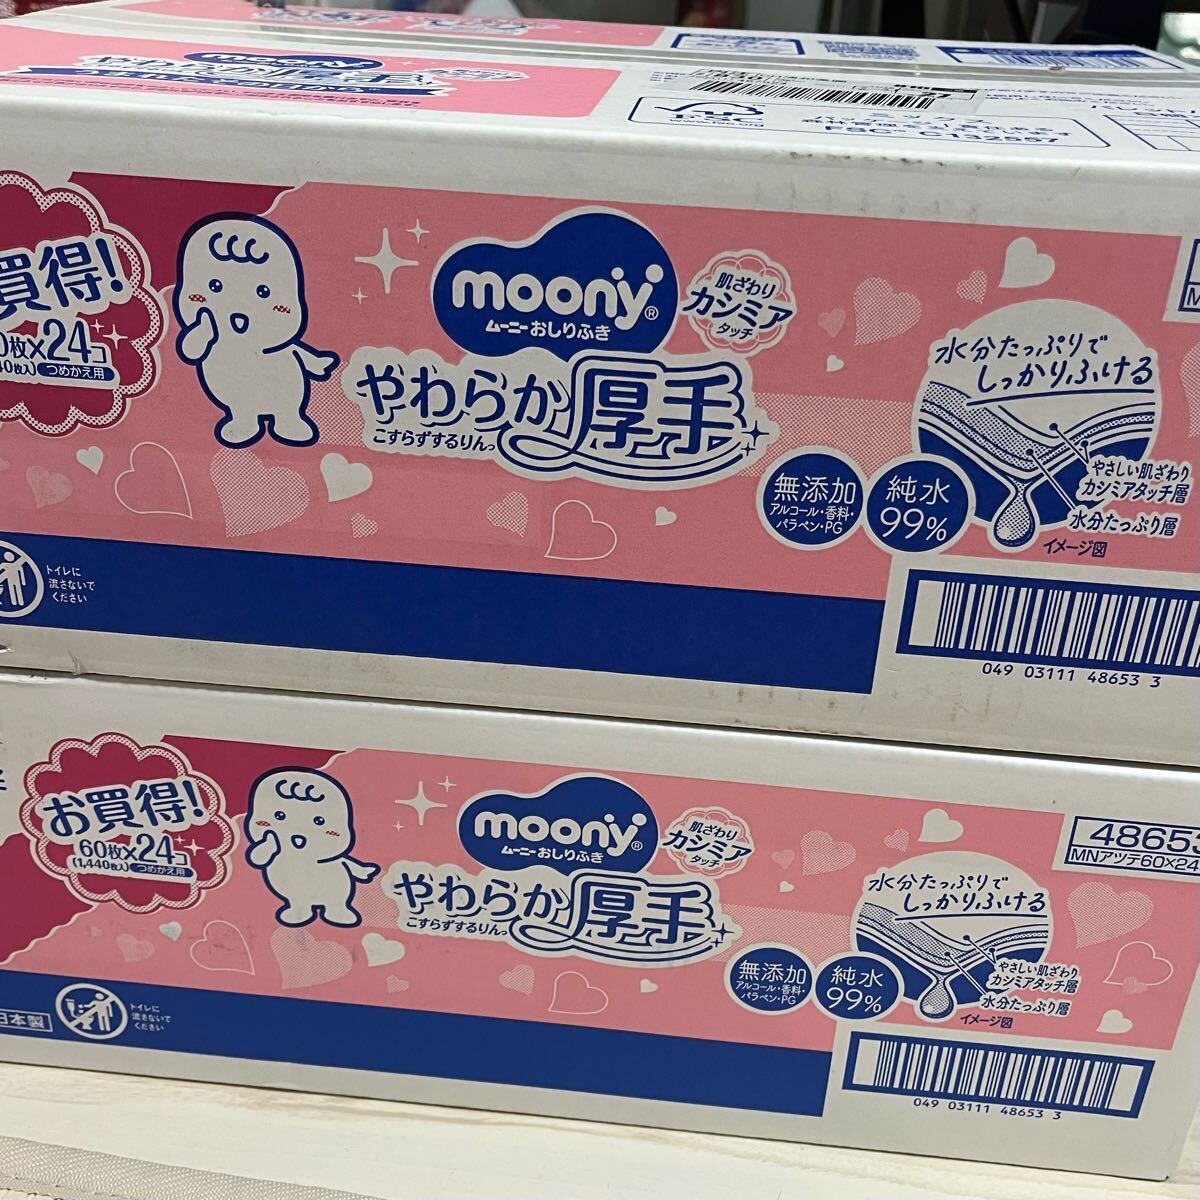 moony
FSC
www.fsc.org
ミックス
FSC® C132557
買得!
0枚×24コ
40枚入) つめかえ用
moony®
ムーニーおしりふき
肌ざわり
カシミア
タッチ
やわらか厚手
こすらずするりんっ
水分たっぷりで
しっかりふける
やさしい肌ざわり
カシミアタッチ層
水分たっぷり層
イメージ図
無添加
アルコール・香料・
パラベン・PG
純水
99%
トイレに
流さないで
ください
049 03111 48653 3
お買得!
60枚×24コ
(1,440枚入) つめかえ用
moony®
ムーニーおしりふき
肌ざわり
カシミア
タッチ
やわらか厚手
こすらずするりんっ
48653
MNアツテ60×24
水分たっぷりで
しっかりふける
やさしい肌ざわり
カシミアタッチ層
水分たっぷり層
イメージ図
無添加
アルコール・香料・
パラベン・PG
純水
99%
日本製
トイレに
流さないで
ください
049 03111 48653 3